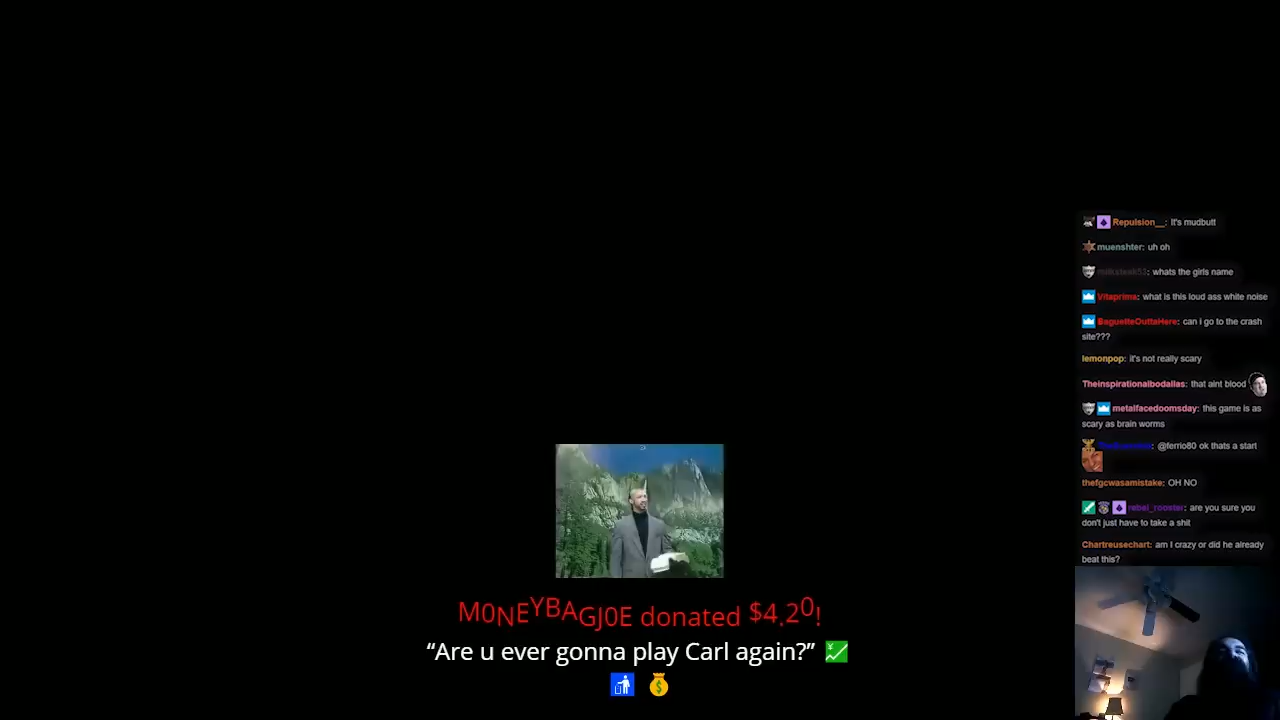 Repulsion__: It's mudbutt
muenshter: uh oh
: whats the girls name
Vitaprima: what is this loud ass white noise
BaguetteOuttaHere: can i go to the crash
site???
lemonpop: it's not really scary
Theinspirationalbodallas: that aint blood
metalfacedoomsday: this game is as
scary as brain worms
: @ferrio80 ok thats a start
thefgcwasamistake: OH NO
rebel_rooster: are you sure you
don't just have to take a shit
Chartreusechart: am I crazy or did he already
beat this?
M0NEYBAGJ0E donated $4.20!
“Are u ever gonna play Carl again?”